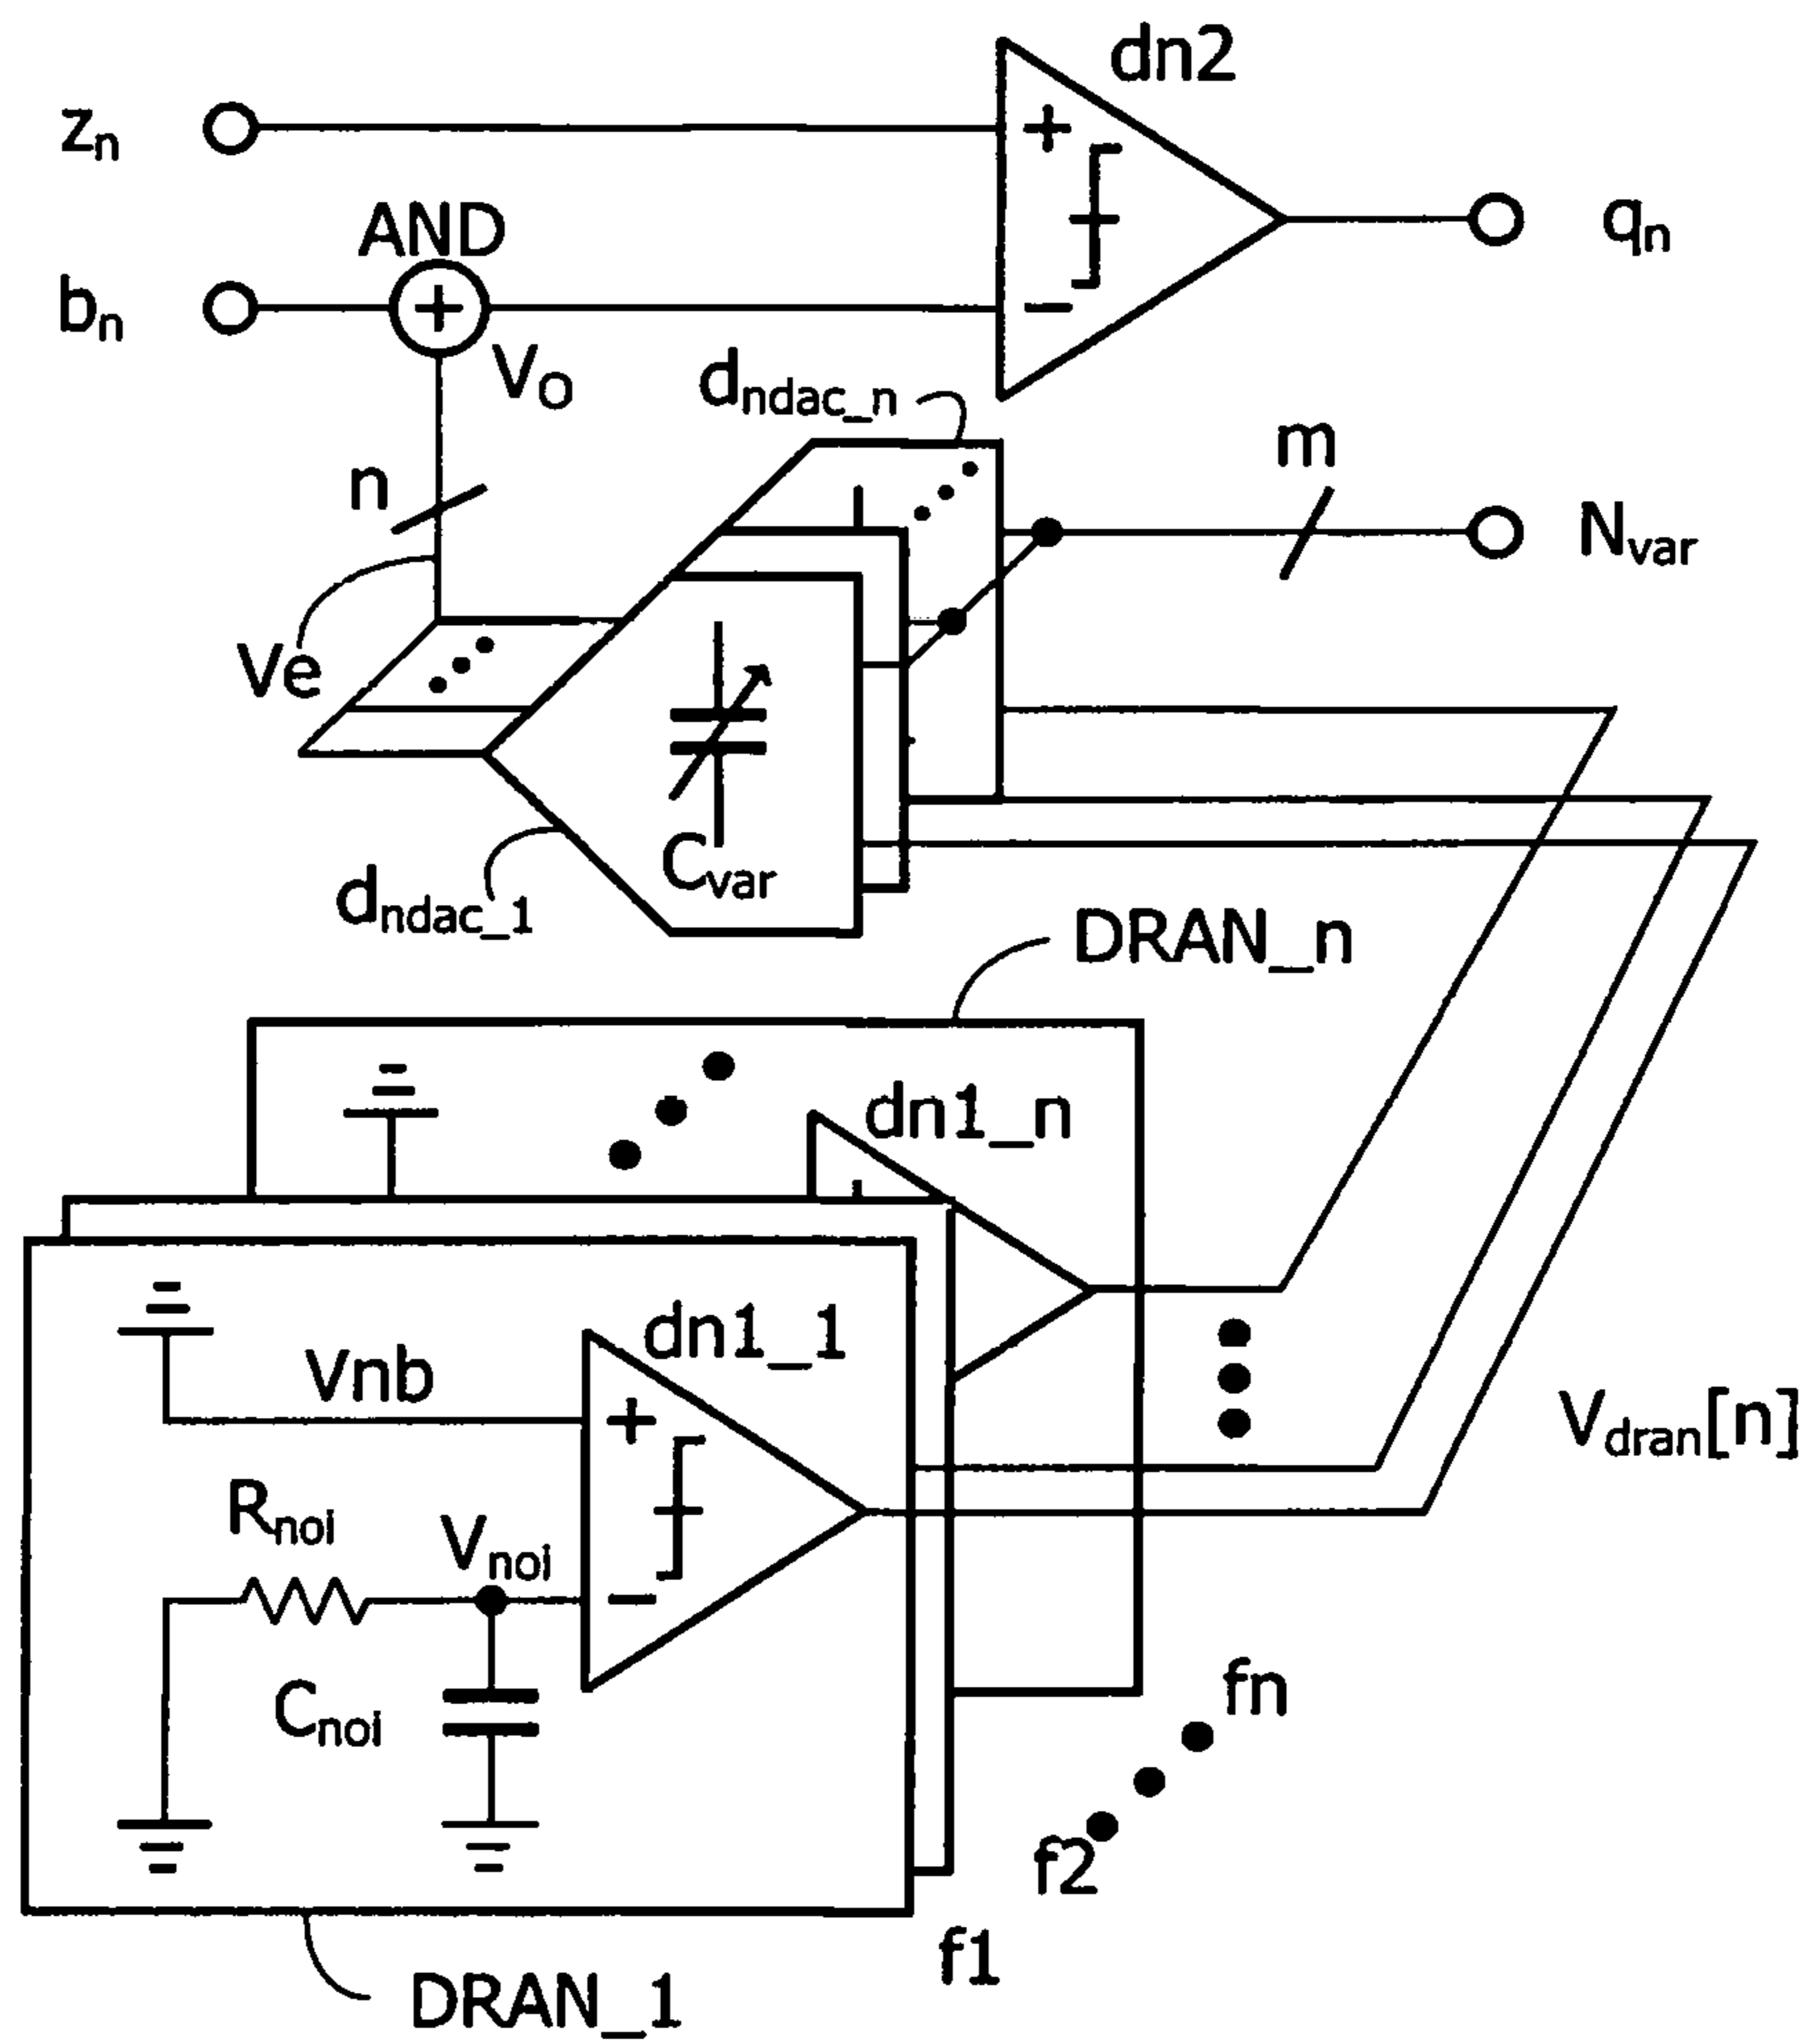 dn2
zn
+
AND
qn
bn
+
−
VO
dndac_n
m
n
Nvar
Ve
Cvar
dndac_1
DRAN_n
dn1_n
dn1_1
Vnb
+
Vdran[n]
Rnoi
Vnoi
−
fn
Cnoi
f2
f1
DRAN_1